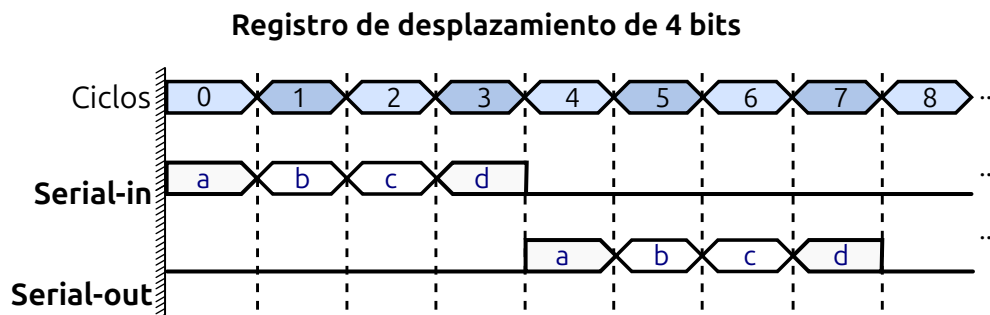 Registro de desplazamiento de 4 bits
Ciclos 0 1 2 3 4 5 6 7 8 ...
Serial-in a b c d ...
Serial-out a b c d ...